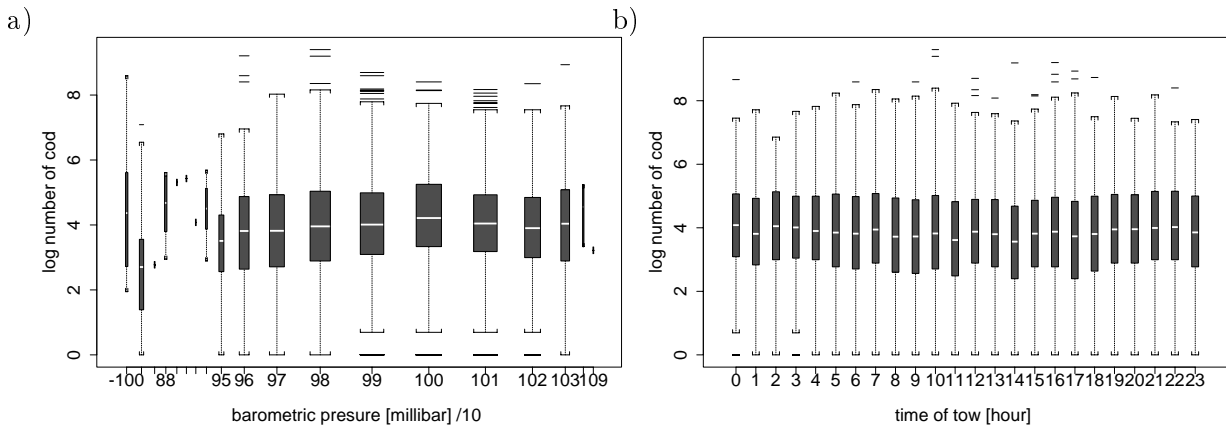 a)
log number of cod
8
6
4
2
0
-100 88 95 96 97 98 99 100 101 102 103 109
barometric presure [millibar] /10
b)
log number of cod
8
6
4
2
0
0 1 2 3 4 5 6 7 8 9 10 11 12 13 14 15 16 17 18 19 20 21 22 23
time of tow [hour]